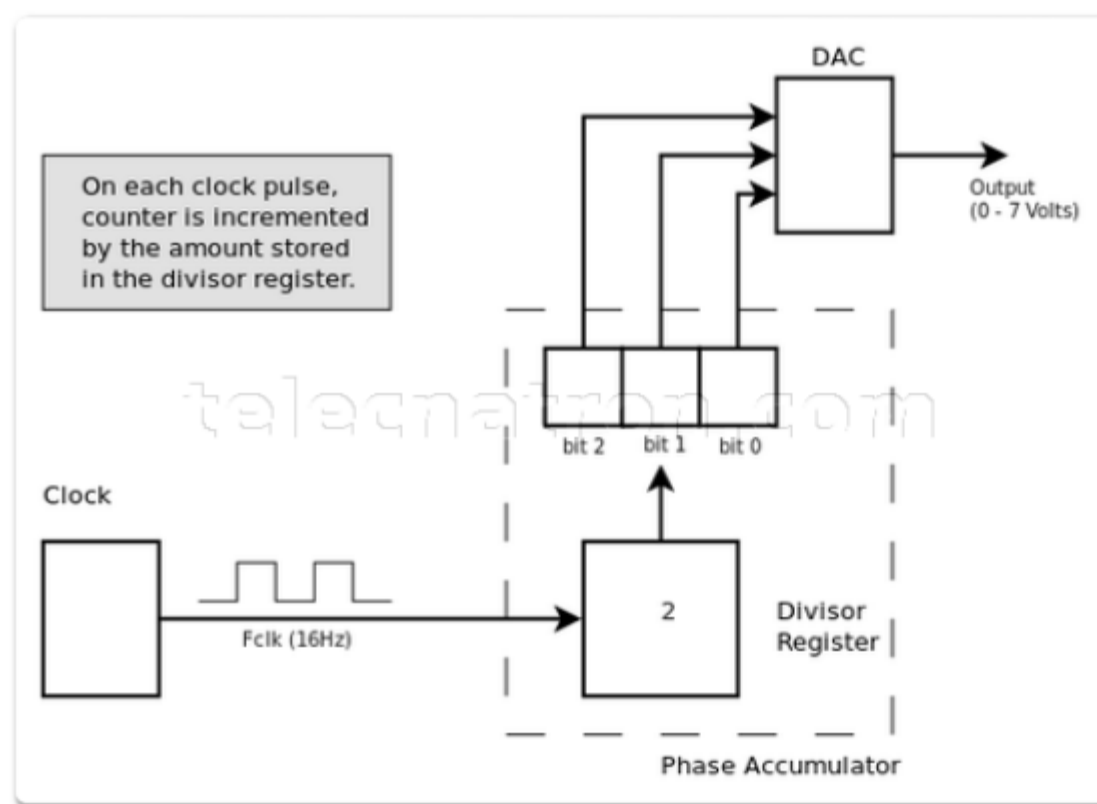 DAC
On each clock pulse,
counter is incremented
by the amount stored
in the divisor register.
Output
(0 - 7 Volts)
telecnatron.com
bit 2
bit 1
bit 0
Clock
Fclk (16Hz)
2
Divisor
Register
Phase Accumulator